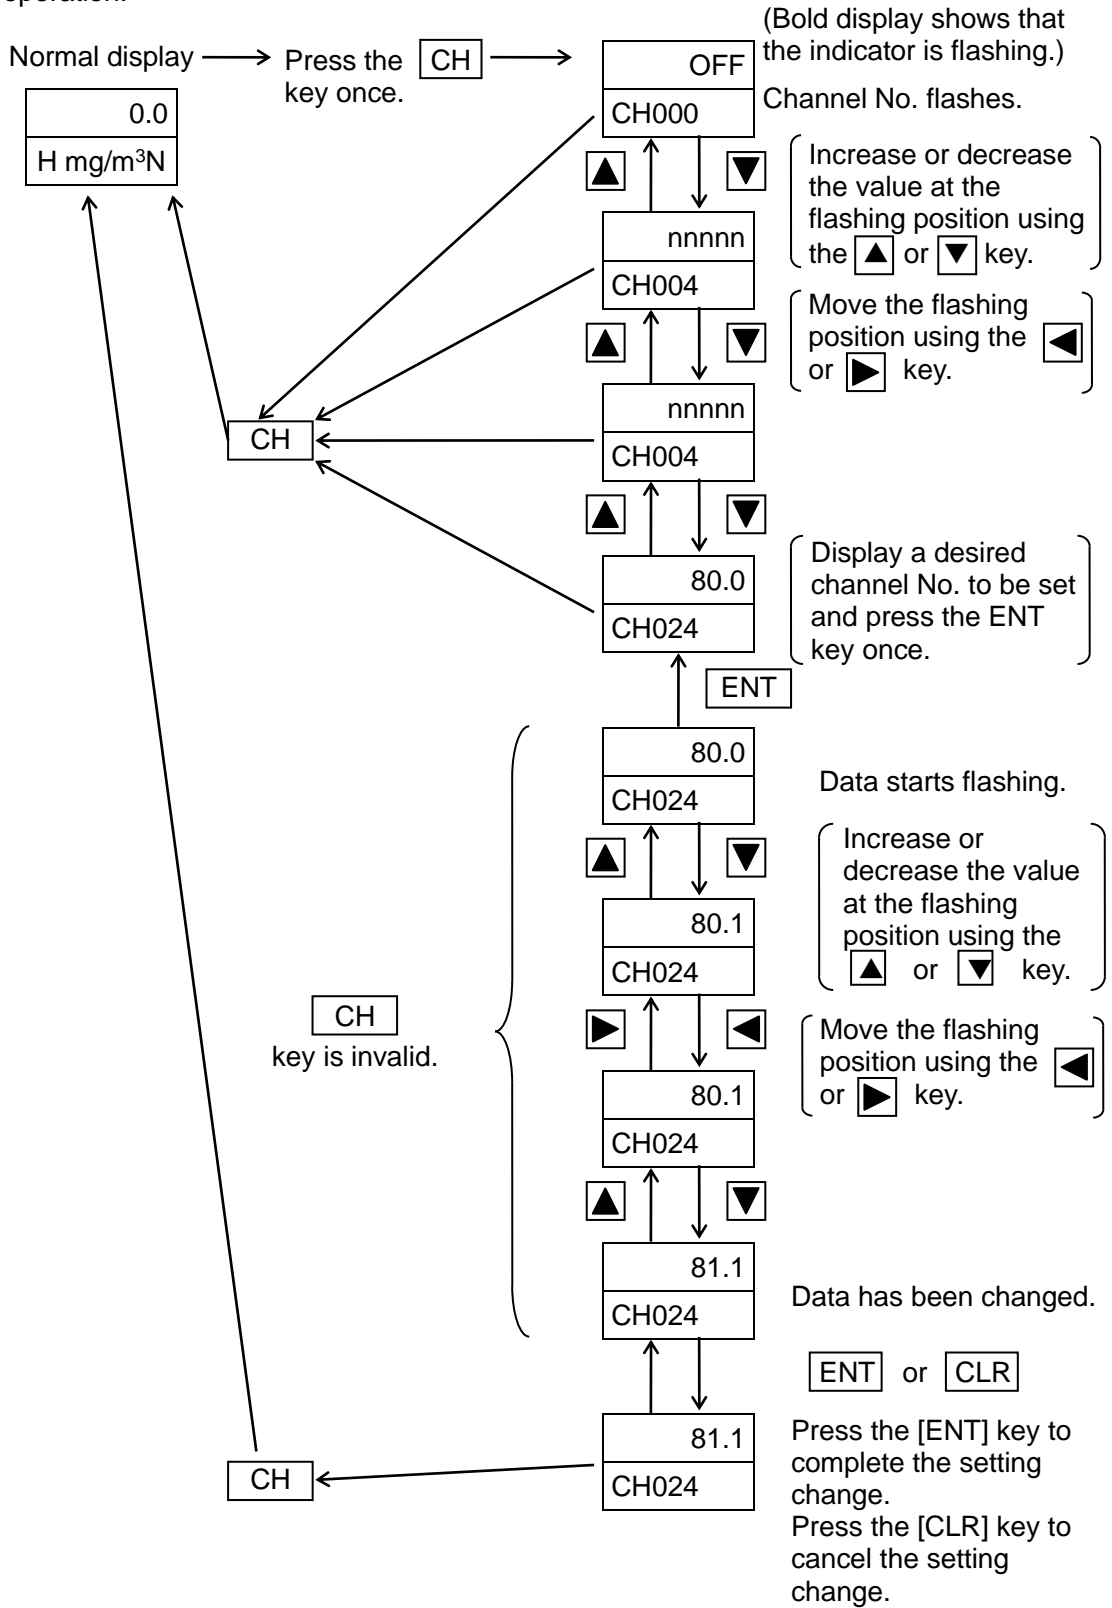 operation.
(Bold display shows that
the indicator is flashing.)
Normal display
Press the CH
key once.
0.0
H mg/m³N
OFF
CH000
Channel No. flashes.
▲ ▼
Increase or decrease
the value at the
flashing position using
the ▲ or ▼ key.
nnnnn
CH004
▲ ▼
Move the flashing
position using the ◀
or ▶ key.
nnnnn
CH004
CH
▲ ▼
80.0
CH024
Display a desired
channel No. to be set
and press the ENT
key once.
ENT
80.0
CH024
Data starts flashing.
▲ ▼
Increase or
decrease the value
at the flashing
position using the
▲ or ▼ key.
80.1
CH024
CH
key is invalid.
▶ ◀
Move the flashing
position using the ◀
or ▶ key.
80.1
CH024
▲ ▼
81.1
CH024
Data has been changed.
ENT or CLR
81.1
CH024
CH
Press the [ENT] key to
complete the setting
change.
Press the [CLR] key to
cancel the setting
change.